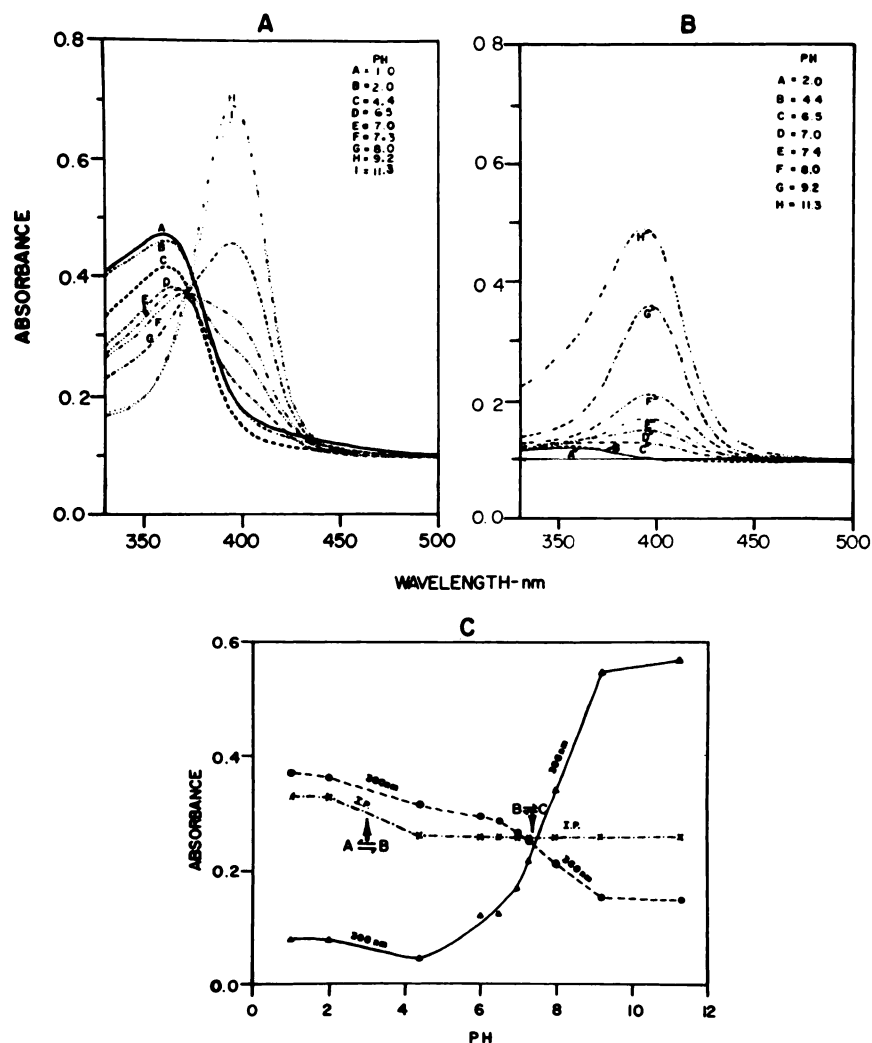 A
0.8
0.6
0.4
0.2
0.0
350
400
450
500
ABSORBANCE
PH
A = 1.0
B = 2.0
C = 4.4
D = 6.5
E = 7.0
F = 7.3
G = 8.0
H = 9.2
I = 11.3
H
I
A
B
C
D
E
F
G
B
0.8
0.6
0.4
0.2
0.0
350
400
450
500
PH
A = 2.0
B = 4.4
C = 6.5
D = 7.0
E = 7.4
F = 8.0
G = 9.2
H = 11.3
H
G
F
E
D
C
A
B
WAVELENGTH-nm
C
0.6
0.4
0.2
0.0
ABSORBANCE
0
2
4
6
8
10
12
PH
I.P.
A ⇌ B
B⇌C
I.P.